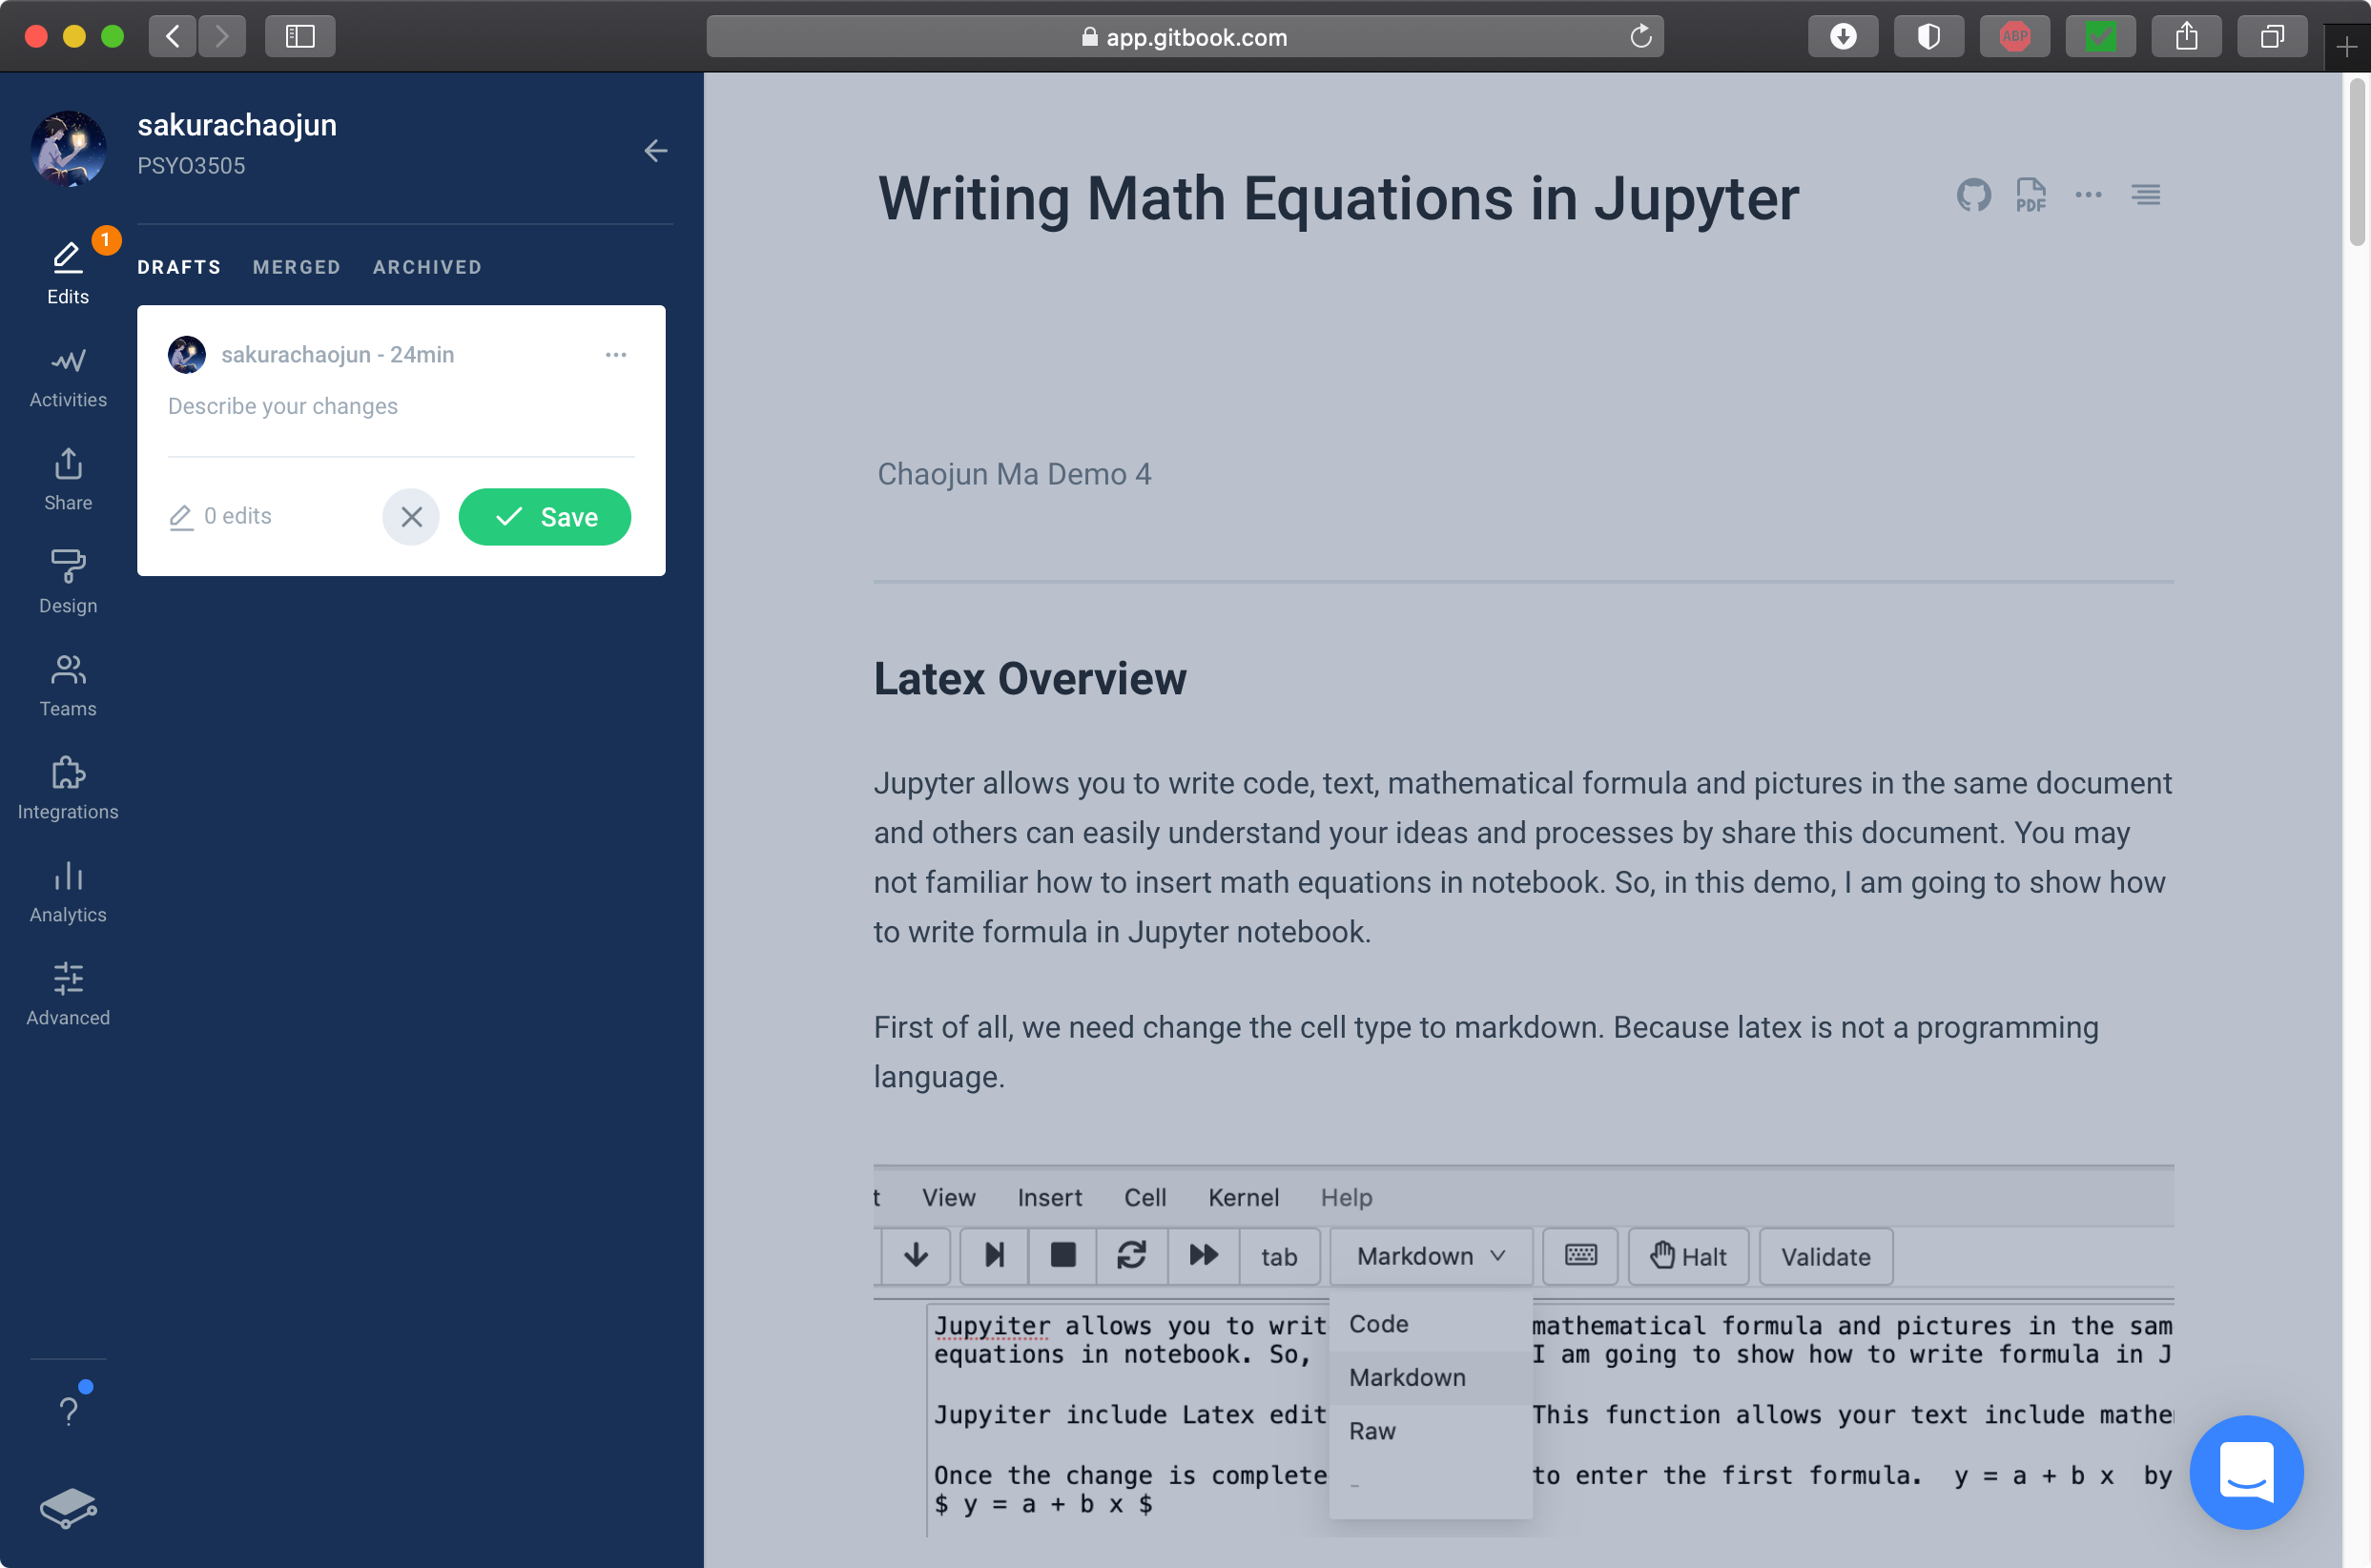 app.gitbook.com
ABP
sakurachaojun
PSYO3505
1
Edits
DRAFTS MERGED ARCHIVED
sakurachaojun - 24min
Describe your changes
0 edits
Save
Activities
Share
Design
Teams
Integrations
Analytics
Advanced
?
Writing Math Equations in Jupyter
PDF
Chaojun Ma Demo 4
Latex Overview
Jupyter allows you to write code, text, mathematical formula and pictures in the same document
and others can easily understand your ideas and processes by share this document. You may
not familiar how to insert math equations in notebook. So, in this demo, I am going to show how
to write formula in Jupyter notebook.
First of all, we need change the cell type to markdown. Because latex is not a programming
language.
t View Insert Cell Kernel Help
tab Markdown Halt Validate
Code
Markdown
Raw
-
Jupyiter allows you to writ mathematical formula and pictures in the sam
equations in notebook. So, I am going to show how to write formula in J
Jupyiter include Latex edit This function allows your text include mathe
Once the change is complete to enter the first formula. y = a + b x by
$ y = a + b x $